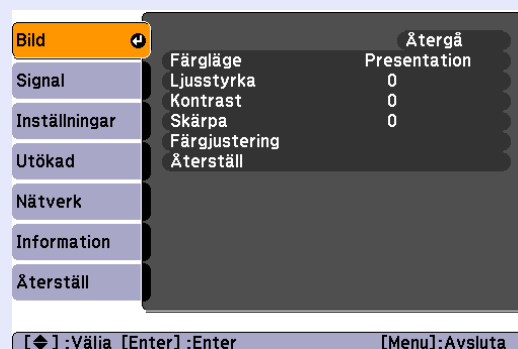 Bild
Signal
Inställningar
Utökad
Nätverk
Information
Återställ
Återgå
Färgläge Presentation
Ljusstyrka 0
Kontrast 0
Skärpa 0
Färgjustering
Återställ
[◆] :Välja [Enter] :Enter [Menu]:Avsluta